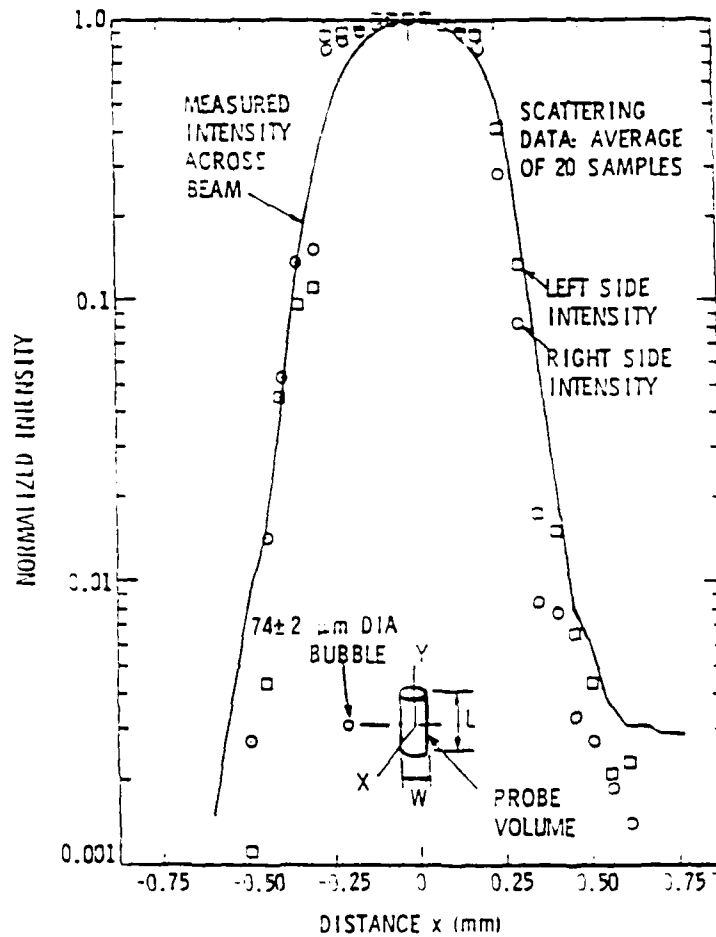 1.0
MEASURED
INTENSITY
ACROSS
BEAM
SCATTERING
DATA: AVERAGE
OF 20 SAMPLES
0.1
LEFT SIDE
INTENSITY
RIGHT SIDE
INTENSITY
NORMALIZED INTENSITY
0.01
74±2 μm DIA
BUBBLE
Y
L
X
W
PROBE
VOLUME
0.001
-0.75
-0.50
-0.25
0
0.25
0.50
0.75
DISTANCE x (mm)